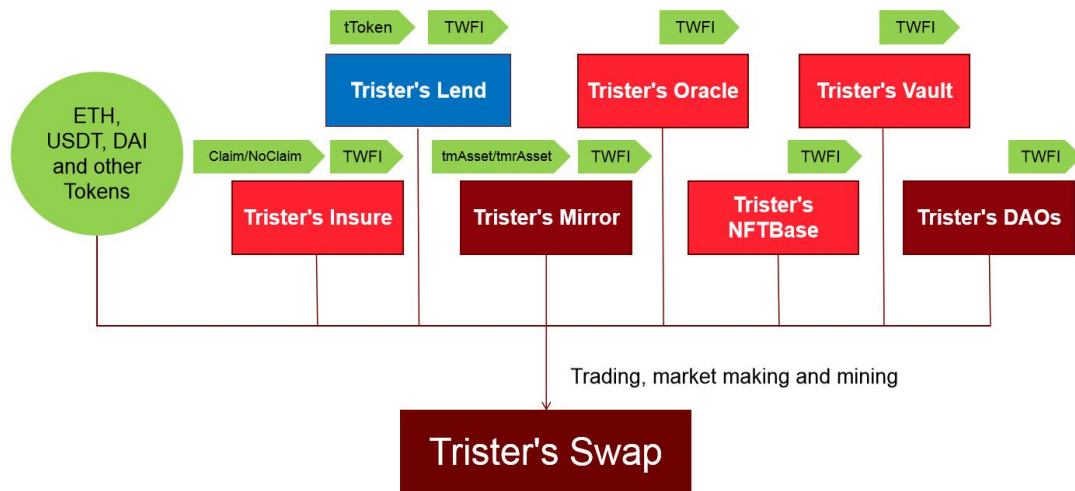 tToken
TWFI
TWFI
TWFI
Trister's Lend
Trister's Oracle
Trister's Vault
ETH,
USDT, DAI
and other
Tokens
Claim/NoClaim
TWFI
tmAsset/tmrAsset
TWFI
TWFI
TWFI
Trister's Insure
Trister's Mirror
Trister's
NFTBase
Trister's DAOs
Trading, market making and mining
Trister's Swap